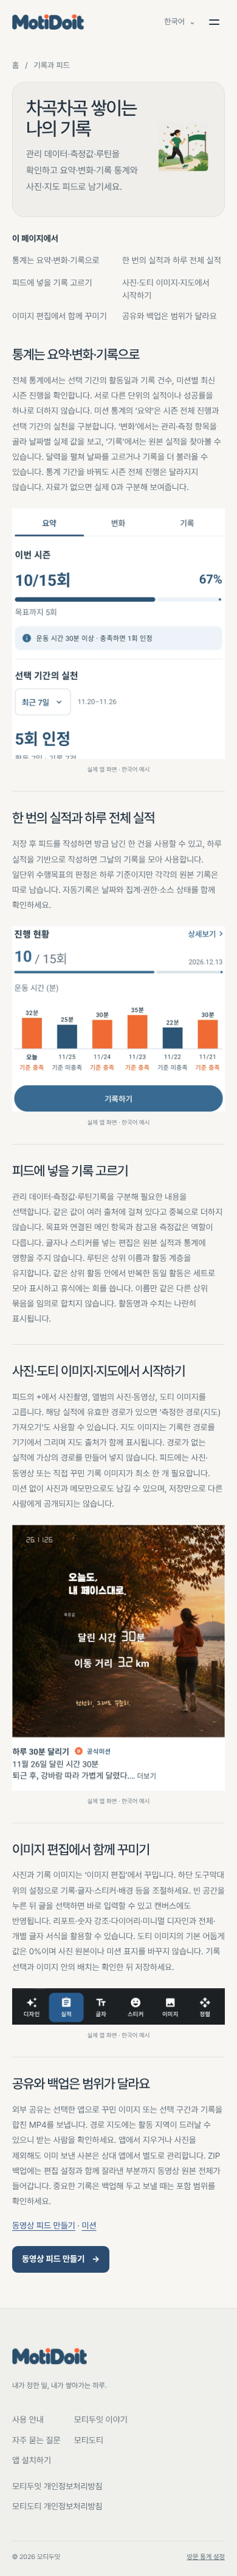 MotiDoit
한국어
홈 / 기록과 피드
차곡차곡 쌓이는
나의 기록
관리 데이터·측정값·루틴을
확인하고 요약·변화·기록 통계와
사진·지도 피드로 남기세요.
이 페이지에서
통계는 요약·변화·기록으로
한 번의 실적과 하루 전체 실적
피드에 넣을 기록 고르기
사진·도티 이미지·지도에서
시작하기
이미지 편집에서 함께 꾸미기
공유와 백업은 범위가 달라요
통계는 요약·변화·기록으로
전체 통계에서는 선택 기간의 활동일과 기록 건수, 미션별 최신
시즌 진행을 확인합니다. 서로 다른 단위의 실적이나 성공률을
하나로 더하지 않습니다. 미션 통계의 ‘요약’은 시즌 전체 진행과
선택 기간의 실천을 구분합니다. ‘변화’에서는 관리·측정 항목을
골라 날짜별 실제 값을 보고, ‘기록’에서는 원본 실적을 찾아볼 수
있습니다. 달력을 펼쳐 날짜를 고르거나 기록을 더 불러올 수
있습니다. 통계 기간을 바꿔도 시즌 전체 진행은 달라지지
않습니다. 자료가 없으면 실제 0과 구분해 보여줍니다.
요약 변화 기록
이번 시즌
10/15회 67%
목표까지 5회
운동 시간 30분 이상 · 충족하면 1회 인정
선택 기간의 실천
최근 7일 11.20–11.26
5회 인정
실제 앱 화면 · 한국어 예시
한 번의 실적과 하루 전체 실적
저장 후 피드를 작성하면 방금 남긴 한 건을 사용할 수 있고, 하루
실적을 기반으로 작성하면 그날의 기록을 모아 사용합니다.
일단위 수행목표의 판정은 하루 기준이지만 각각의 원본 기록은
따로 남습니다. 자동기록은 날짜와 집계·권한·소스 상태를 함께
확인하세요.
진행 현황 상세보기
10 / 15회 2026.12.13
운동 시간 (분)
32분 25분 30분 35분 22분 30분
오늘 11/25 11/24 11/23 11/22 11/21
기준 충족 기준 미충족 기준 충족 기준 충족 기준 미충족 기준 충족
기록하기
실제 앱 화면 · 한국어 예시
피드에 넣을 기록 고르기
관리 데이터·측정값·루틴기록을 구분해 필요한 내용을
선택합니다. 같은 값이 여러 출처에 걸쳐 있다고 중복으로 더하지
않습니다. 목표와 연결된 메인 항목과 참고용 측정값은 역할이
다릅니다. 글자나 스티커를 넣는 편집은 원본 실적과 통계에
영향을 주지 않습니다. 루틴은 상위 이름과 활동 계층을
유지합니다. 같은 상위 활동 안에서 반복한 동일 활동은 세트로
모아 표시하고 휴식에는 회를 씁니다. 이름만 같은 다른 상위
묶음을 임의로 합치지 않습니다. 활동명과 수치는 나란히
표시됩니다.
사진·도티 이미지·지도에서 시작하기
피드의 +에서 사진촬영, 앨범의 사진·동영상, 도티 이미지를
고릅니다. 해당 실적에 유효한 경로가 있으면 ‘측정한 경로(지도)
가져오기’도 사용할 수 있습니다. 지도 이미지는 기록한 경로를
기기에서 그리며 지도 출처가 함께 표시됩니다. 경로가 없는
실적에 가상의 경로를 만들어 넣지 않습니다. 피드에는 사진·
동영상 또는 직접 꾸민 기록 이미지가 최소 한 개 필요합니다.
미션 없이 사진과 메모만으로도 남길 수 있으며, 저장만으로 다른
사람에게 공개되지는 않습니다.
오늘도,
내 페이스대로.
달린 시간 30분
이동 거리 3.2 km
천천히, 그래도 꾸준히.
하루 30분 달리기 공식미션
11월 26일 달린 시간 30분
퇴근 후, 강바람 따라 가볍게 달렸다.... 더보기
실제 앱 화면 · 한국어 예시
이미지 편집에서 함께 꾸미기
사진과 기록 이미지는 ‘이미지 편집’에서 꾸밉니다. 하단 도구막대
위의 설정으로 기록·글자·스티커·배경 등을 조절하세요. 빈 공간을
누른 뒤 글을 선택하면 바로 입력할 수 있고 캔버스에도
반영됩니다. 리포트·숫자 강조·다이어리·미니멀 디자인과 전체·
개별 글자 서식을 활용할 수 있습니다. 도티 이미지의 기본 어둡게
값은 0%이며 사진 원본이나 미션 표지를 바꾸지 않습니다. 기록
선택과 이미지 안의 배치는 확인한 뒤 저장하세요.
디자인 실적 글자 스티커 이미지 정렬
실제 앱 화면 · 한국어 예시
공유와 백업은 범위가 달라요
외부 공유는 선택한 앱으로 꾸민 이미지 또는 선택 구간과 기록을
합친 MP4를 보냅니다. 경로 지도에는 활동 지역이 드러날 수
있으니 받는 사람을 확인하세요. 앱에서 지우거나 사진을
제외해도 이미 보낸 사본은 상대 앱에서 별도로 관리합니다. ZIP
백업에는 편집 설정과 함께 잘라낸 부분까지 동영상 원본 전체가
들어갑니다. 중요한 기록은 백업해 두고 보낼 때는 포함 범위를
확인하세요.
동영상 피드 만들기 · 미션
동영상 피드 만들기 →
MotiDoit
내가 정한 일, 내가 쌓아가는 하루.
사용 안내 모티두잇 이야기
자주 묻는 질문 모티도티
앱 설치하기
모티두잇 개인정보처리방침
모티도티 개인정보처리방침
© 2026 모티두잇 방문 통계 설정